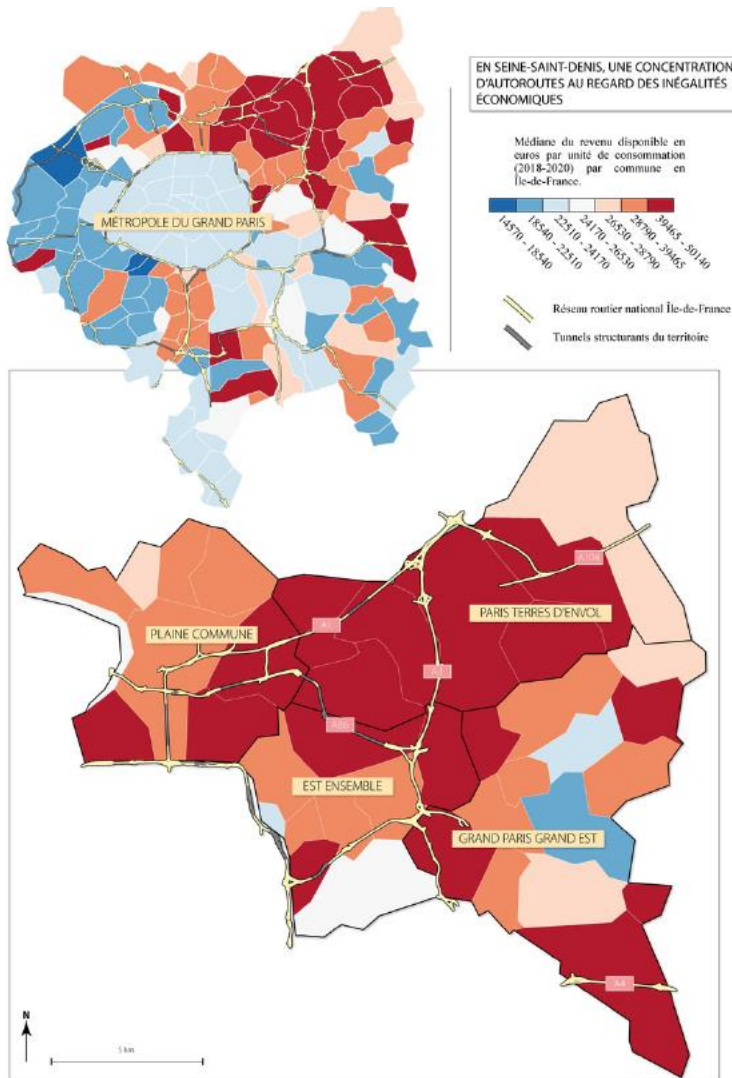 EN SEINE-SAINT-DENIS, UNE CONCENTRATION
D'AUTOROUTES AU REGARD DES INÉGALITÉS
ÉCONOMIQUES
Médiane du revenu disponible en
euros par unité de consommation
(2018-2020) par commune en
Île-de-France.
14570 - 18540
18540 - 22510
22510 - 24170
24170 - 26530
26530 - 28790
28790 - 39465
39465 - 50140
Réseau routier national Île-de-France
Tunnels structurants du territoire
MÉTROPOLE DU GRAND PARIS
A104
PARIS TERRES D'ENVOL
PLAINE COMMUNE
A1
A3
A86
EST ENSEMBLE
GRAND PARIS GRAND EST
A4
N
5 km